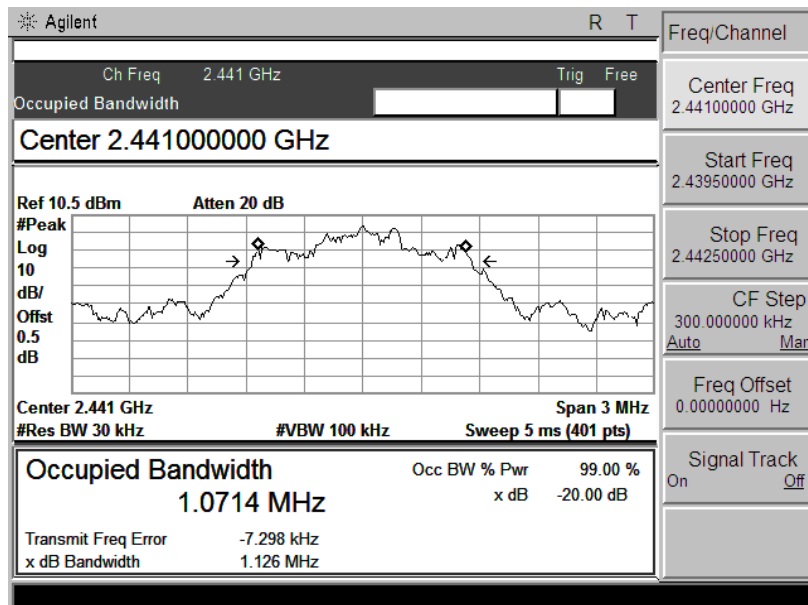 Agilent R T
Ch Freq 2.441 GHz Trig Free
Occupied Bandwidth
Center 2.441000000 GHz
Ref 10.5 dBm Atten 20 dB
#Peak
Log
10
dB/
Offst
0.5
dB
Center 2.441 GHz Span 3 MHz
#Res BW 30 kHz #VBW 100 kHz Sweep 5 ms (401 pts)
Occupied Bandwidth
1.0714 MHz
Occ BW % Pwr 99.00 %
x dB -20.00 dB
Transmit Freq Error -7.298 kHz
x dB Bandwidth 1.126 MHz
Freq/Channel
Center Freq
2.44100000 GHz
Start Freq
2.43950000 GHz
Stop Freq
2.44250000 GHz
CF Step
300.000000 kHz
Auto Mar
Freq Offset
0.00000000 Hz
Signal Track
On Off